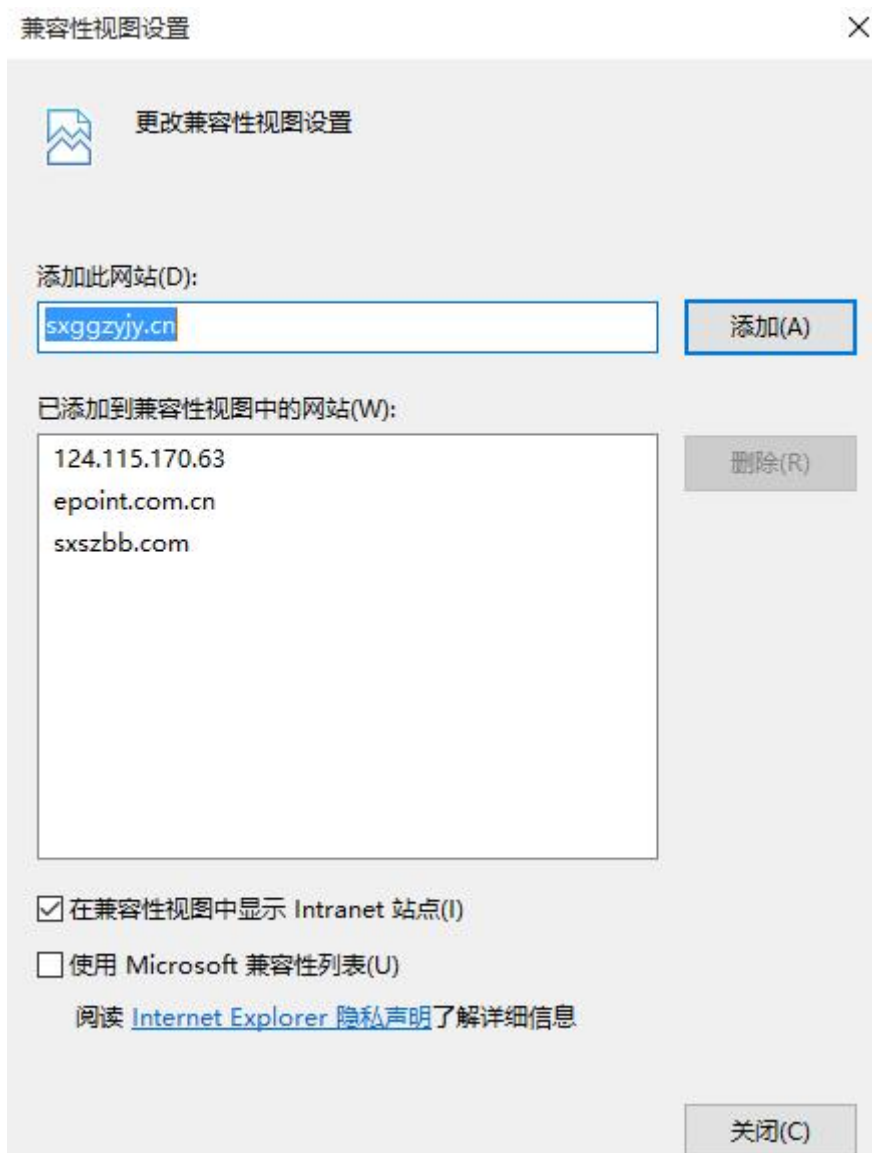 兼容性视图设置
更改兼容性视图设置
添加此网站(D):
sxggzyjy.cn
添加(A)
已添加到兼容性视图中的网站(W):
124.115.170.63
删除(R)
epoint.com.cn
sxszbb.com
在兼容性视图中显示 Intranet 站点(I)
使用 Microsoft 兼容性列表(U)
阅读 Internet Explorer 隐私声明了解详细信息
关闭(C)